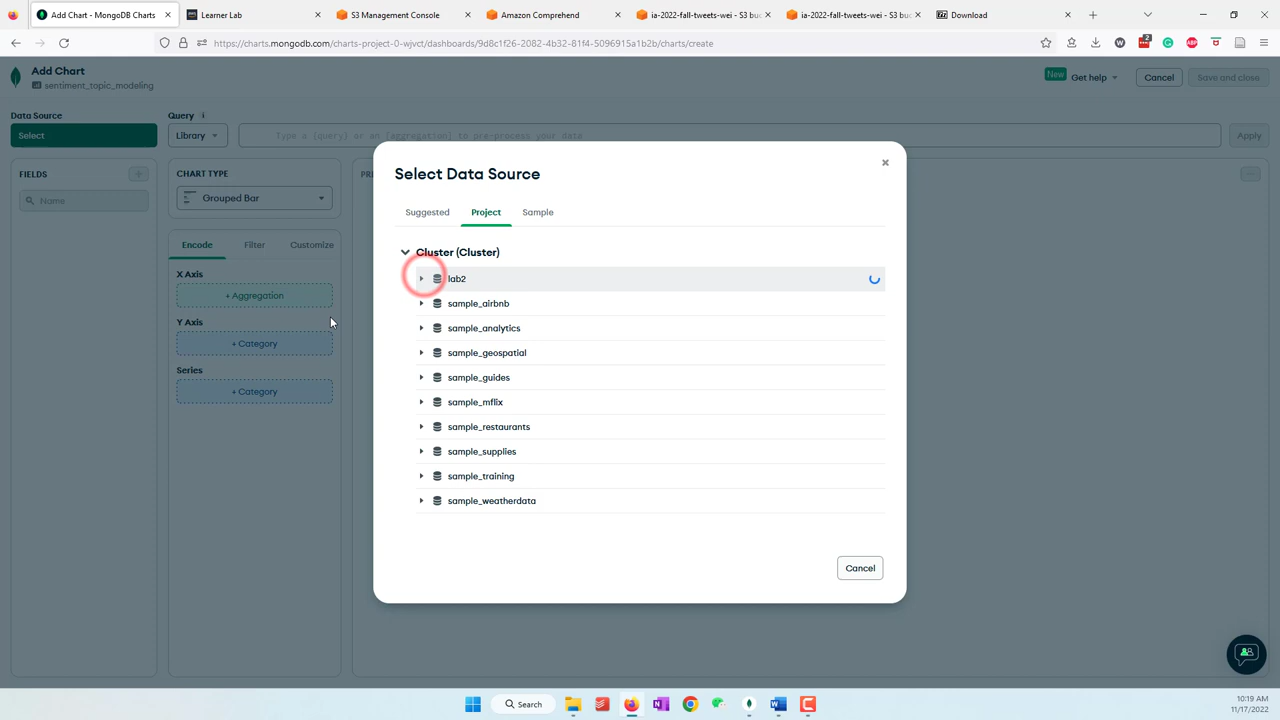 Add Chart - MongoDB Charts
Learner Lab
S3 Management Console
Amazon Comprehend
ia-2022-fall-tweets-wei - S3 buc
ia-2022-fall-tweets-wei - S3 buc
Download
https://charts.mongodb.com/charts-project-0-wjvct/dashboards/9d8c1f76-2082-4b33-81f4-5096915a1b2b/charts/create
Add Chart
sentiment_topic_modeling
New
Get help
Cancel
Save and close
Data Source
Select
Query
Library
Type a {query} or an [aggregation] to pre-process your data
Apply
FIELDS
Name
CHART TYPE
Grouped Bar
Encode
Filter
Customize
X Axis
+ Aggregation
Y Axis
+ Category
Series
+ Category
Select Data Source
Suggested
Project
Sample
Cluster (Cluster)
lab2
sample_airbnb
sample_analytics
sample_geospatial
sample_guides
sample_mflix
sample_restaurants
sample_supplies
sample_training
sample_weatherdata
Cancel
Search
10:19 AM
11/17/2022